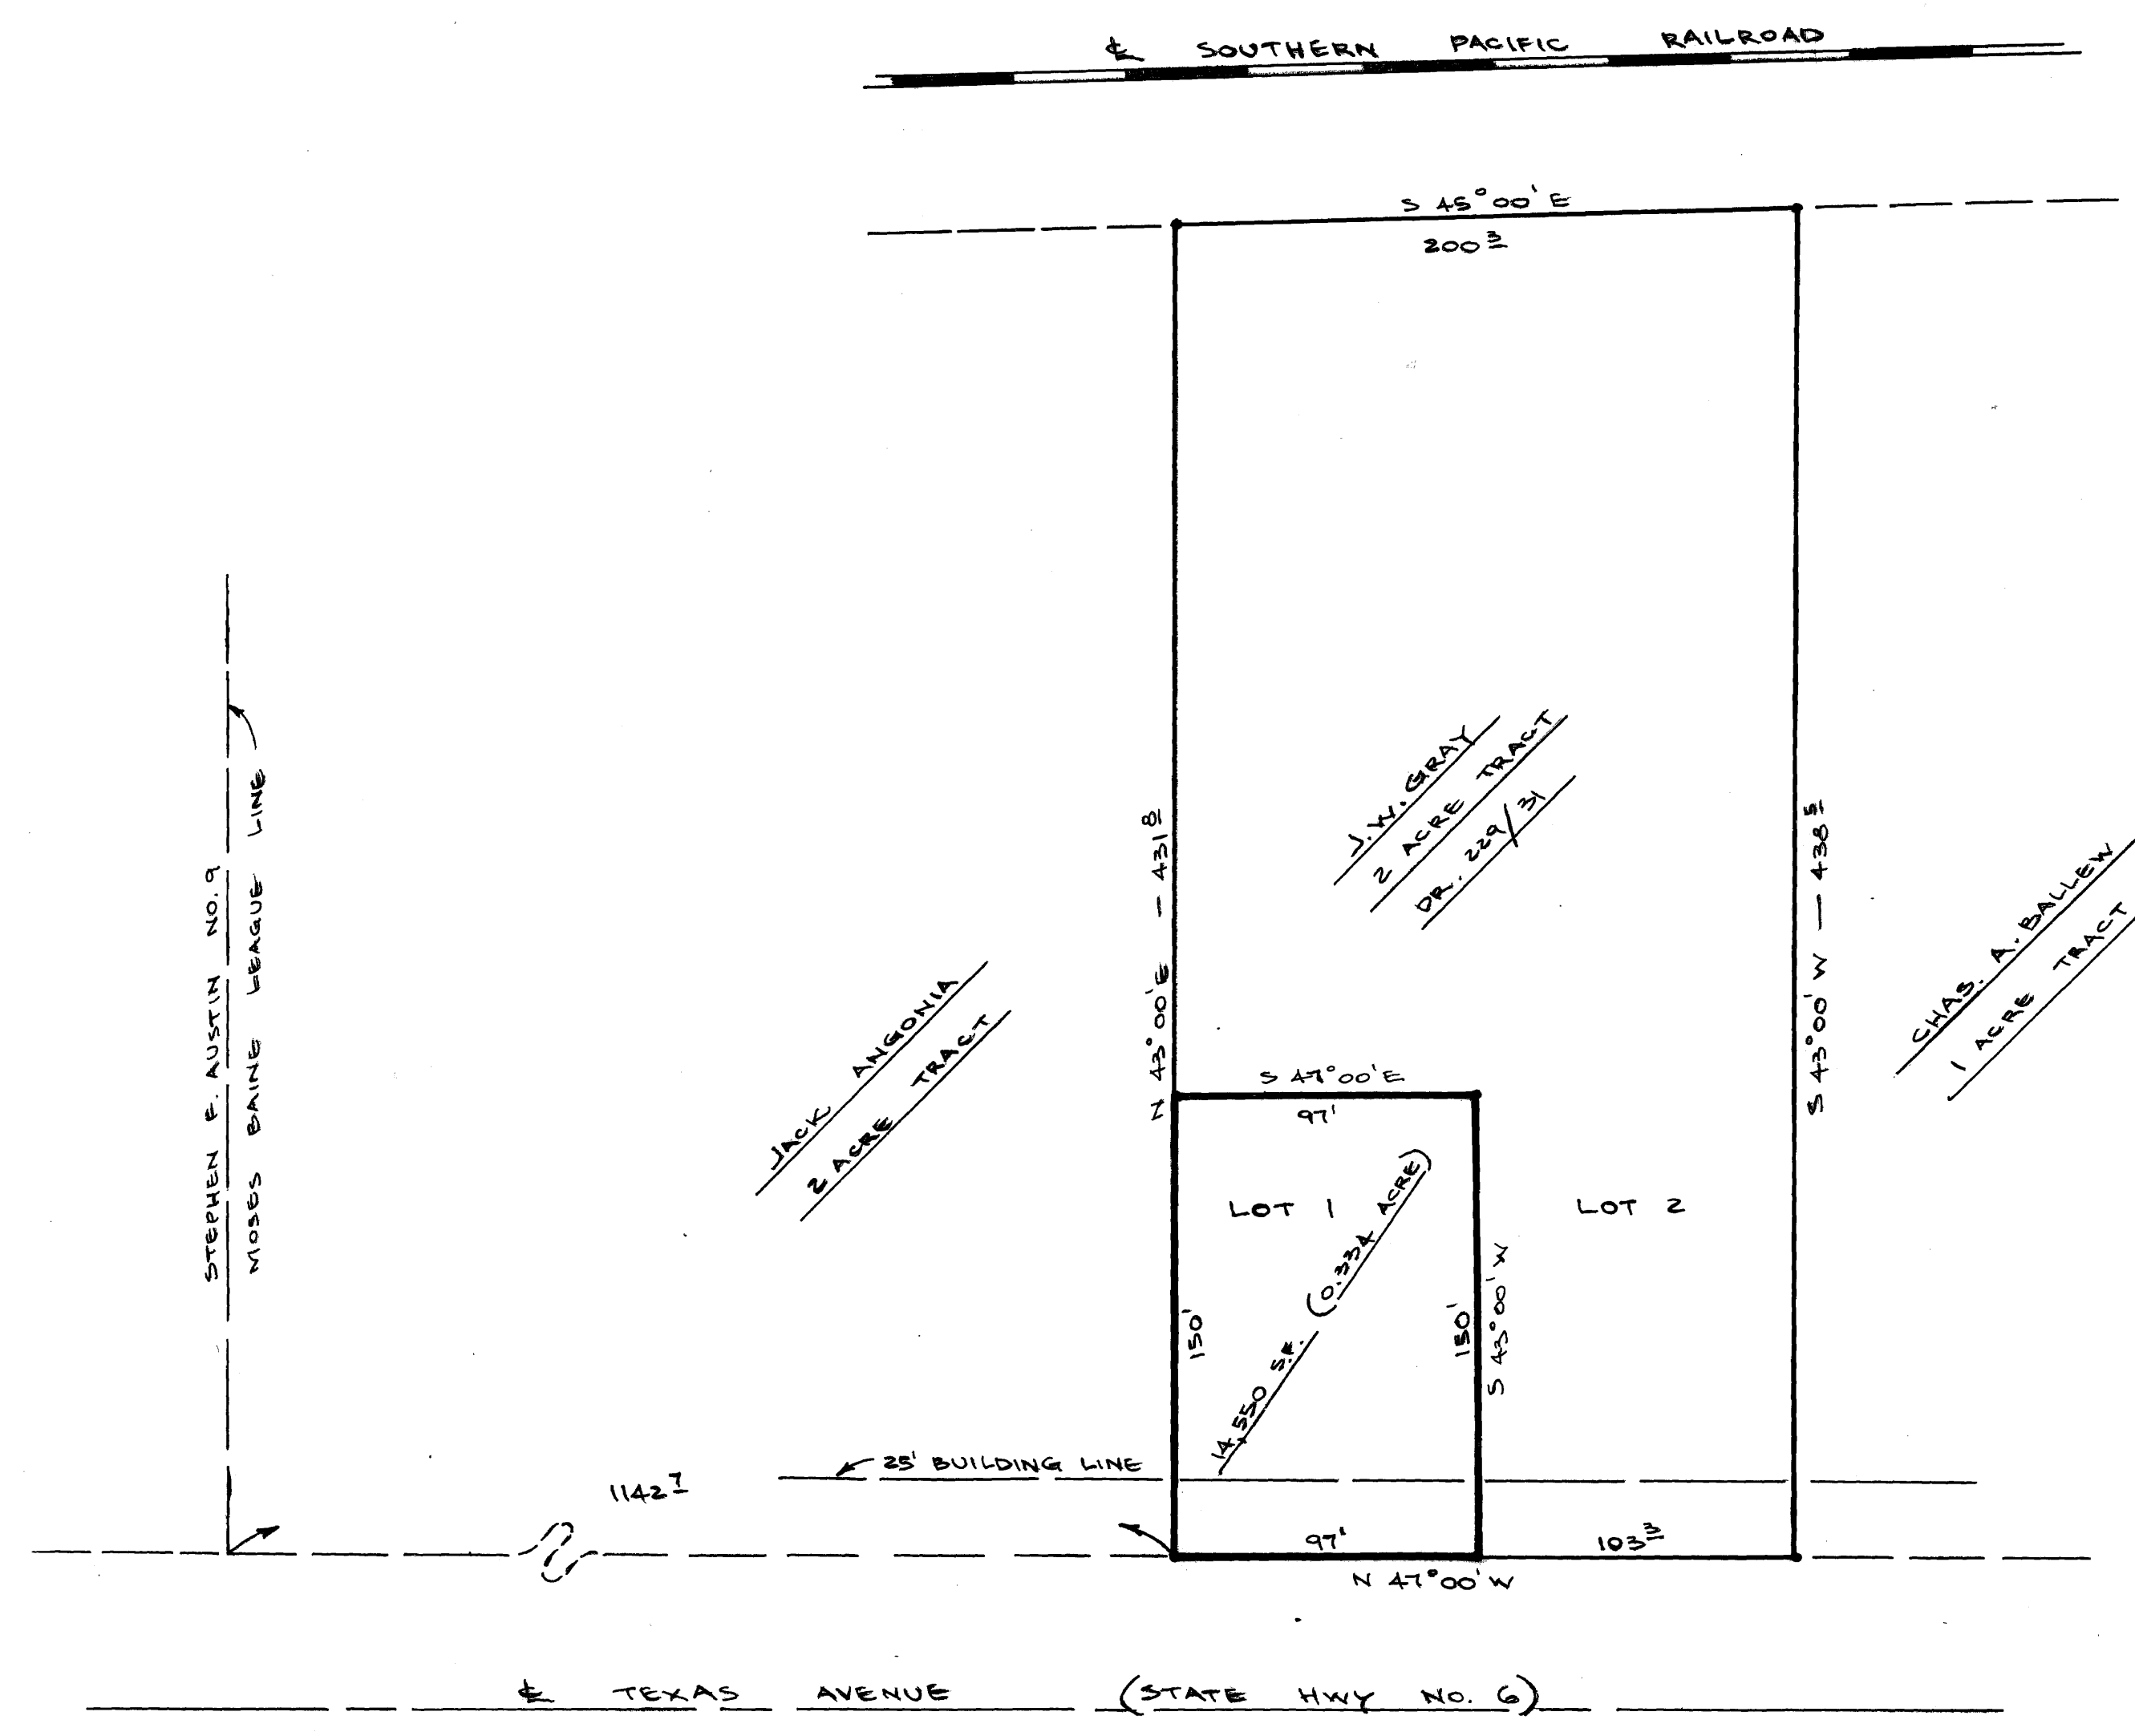 ℄ SOUTHERN PACIFIC RAILROAD
S 45°00'E
200 3
J. W. GRAY
2 ACRE TRACT
DR. 229/31
N 43°00'E — 431 8
S 43°00'W — 438 5
CHAS. A. BALLEW
1 ACRE TRACT
STEPHEN F. AUSTIN NO. 9
MOSES BAINE LEAGUE LINE
JACK ANGONIA
2 ACRE TRACT
S 47°00'E
97'
LOT 1
LOT 2
14,550 S.F. (0.334 ACRE)
150'
150'
S 43°00'W
25' BUILDING LINE
1142 7
97'
103 3
N 47°00'W
℄ TEXAS AVENUE (STATE HWY NO. 6)